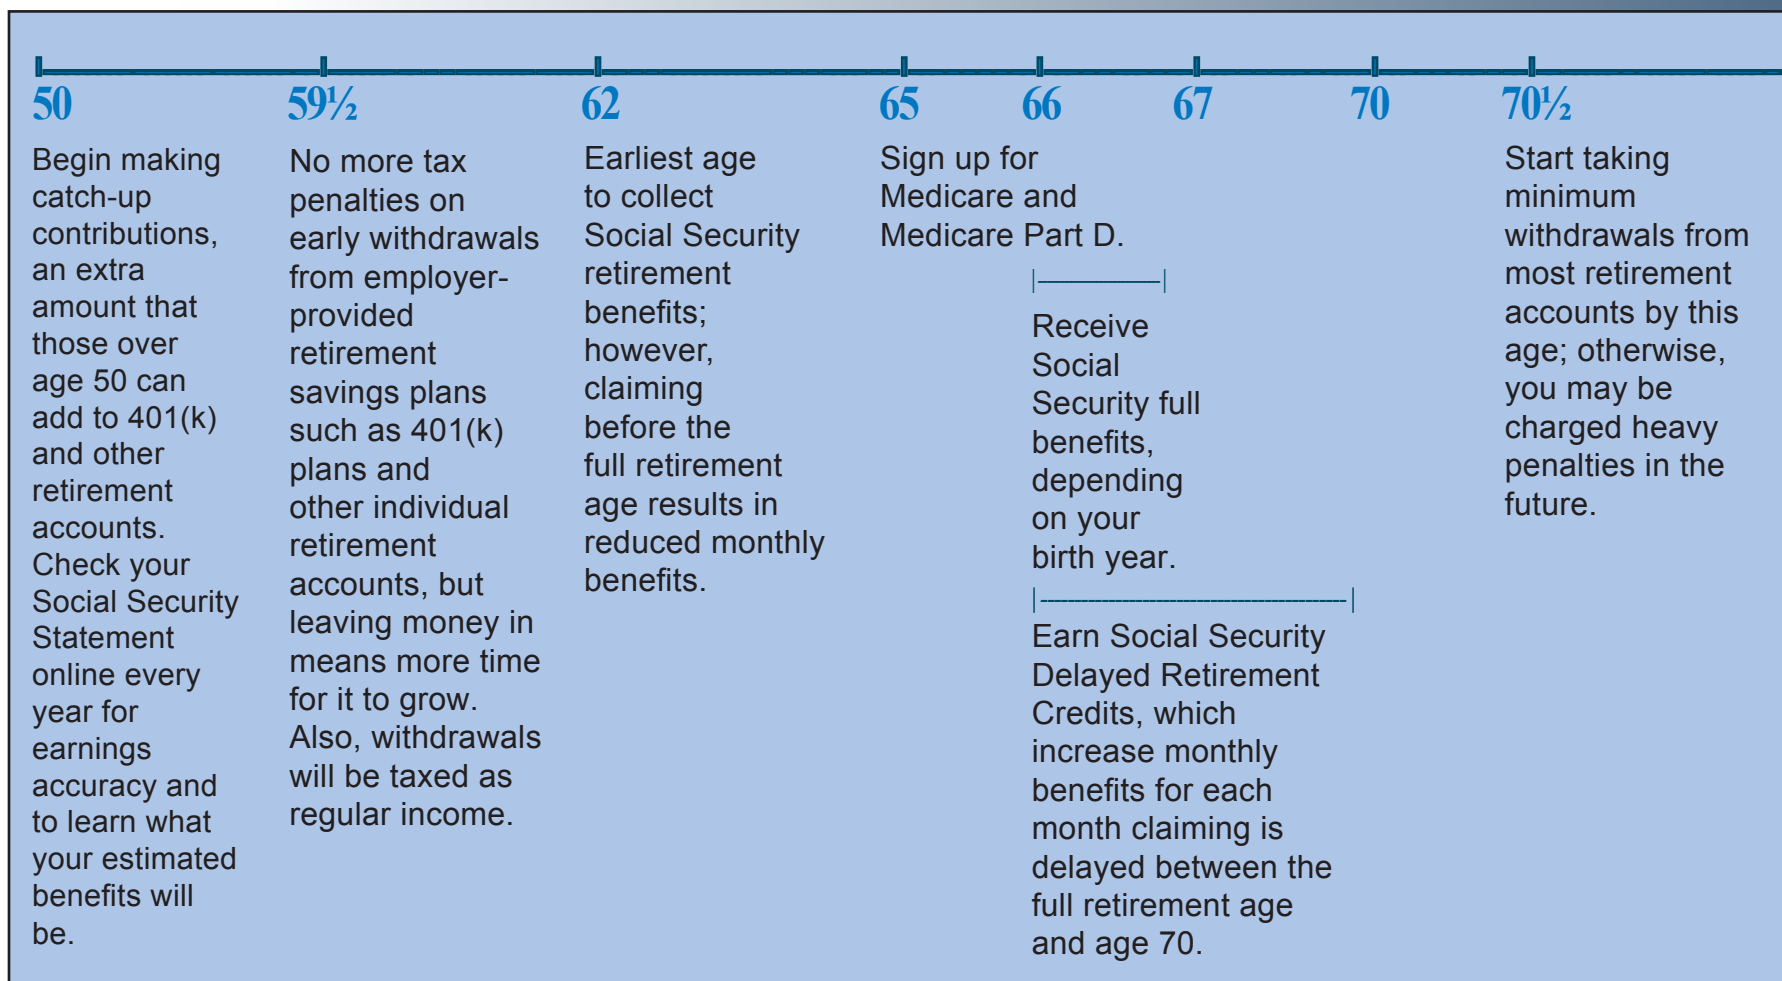 50
59½
62
65
66
67
70
70½
Begin making
catch-up
contributions,
an extra
amount that
those over
age 50 can
add to 401(k)
and other
retirement
accounts.
Check your
Social Security
Statement
online every
year for
earnings
accuracy and
to learn what
your estimated
benefits will
be.
No more tax
penalties on
early withdrawals
from employer-
provided
retirement
savings plans
such as 401(k)
plans and
other individual
retirement
accounts, but
leaving money in
means more time
for it to grow.
Also, withdrawals
will be taxed as
regular income.
Earliest age
to collect
Social Security
retirement
benefits;
however,
claiming
before the
full retirement
age results in
reduced monthly
benefits.
Sign up for
Medicare and
Medicare Part D.
Receive
Social
Security full
benefits,
depending
on your
birth year.
Earn Social Security
Delayed Retirement
Credits, which
increase monthly
benefits for each
month claiming is
delayed between the
full retirement age
and age 70.
Start taking
minimum
withdrawals from
most retirement
accounts by this
age; otherwise,
you may be
charged heavy
penalties in the
future.